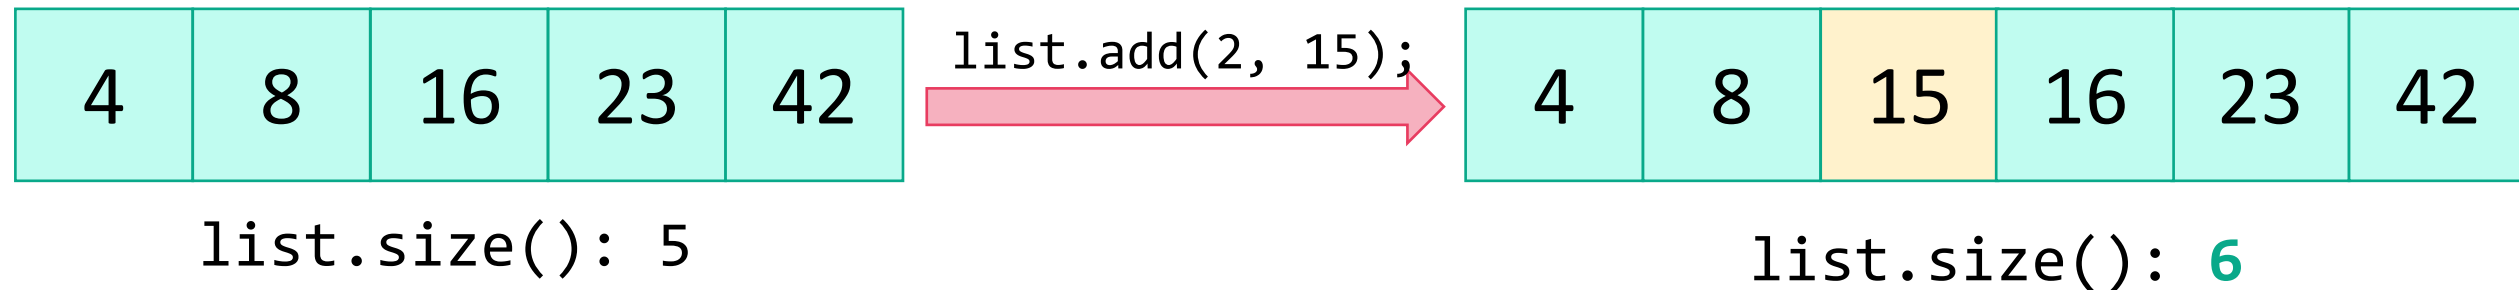 4 8 16 23 42
list.add(2, 15);
4 8 15 16 23 42
list.size(): 5
list.size(): 6